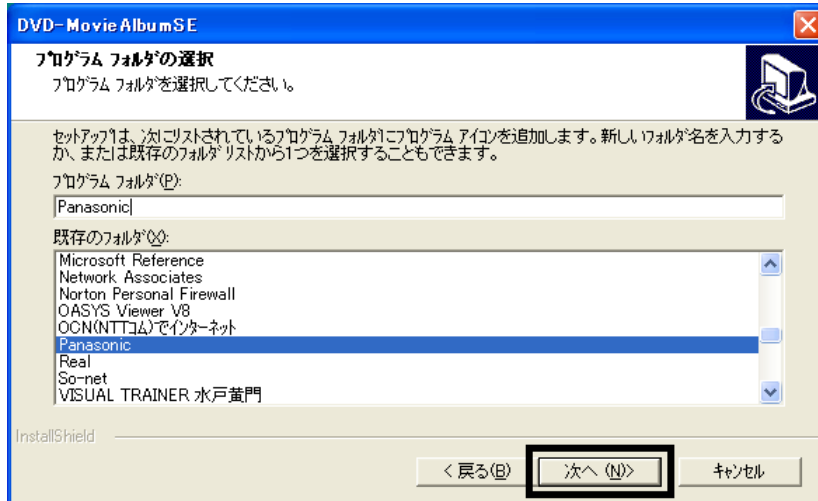 DVD-MovieAlbumSE
プログラム フォルダの選択
プログラム フォルダを選択してください。
セットアップは、次にリストされているプログラム フォルダにプログラム アイコンを追加します。新しいフォルダ名を入力する
か、または既存のフォルダ リストから1つを選択することもできます。
プログラム フォルダ(P):
Panasonic
既存のフォルダ(X):
Microsoft Reference
Network Associates
Norton Personal Firewall
OASYS Viewer V8
OCN(NTTコム)でインターネット
Panasonic
Real
So-net
VISUAL TRAINER 水戸黄門
InstallShield
< 戻る(B) 次へ (N)> キャンセル